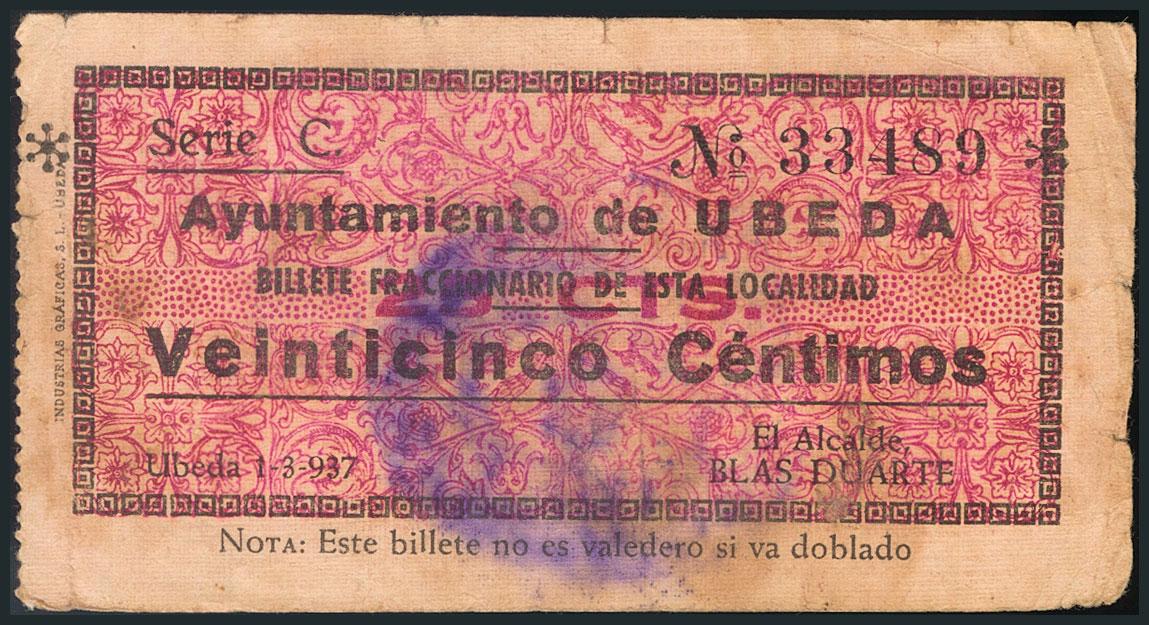 Serie C.
Nº 33489
Ayuntamiento de UBEDA
BILLETE FRACCIONARIO DE ESTA LOCALIDAD
25 CTS.
Veinticinco Céntimos
El Alcalde,
Ubeda 1-3-937
BLAS DUARTE
NOTA: Este billete no es valedero si va doblado
INDUSTRIAS GRÁFICAS, S. L. - UBEDA